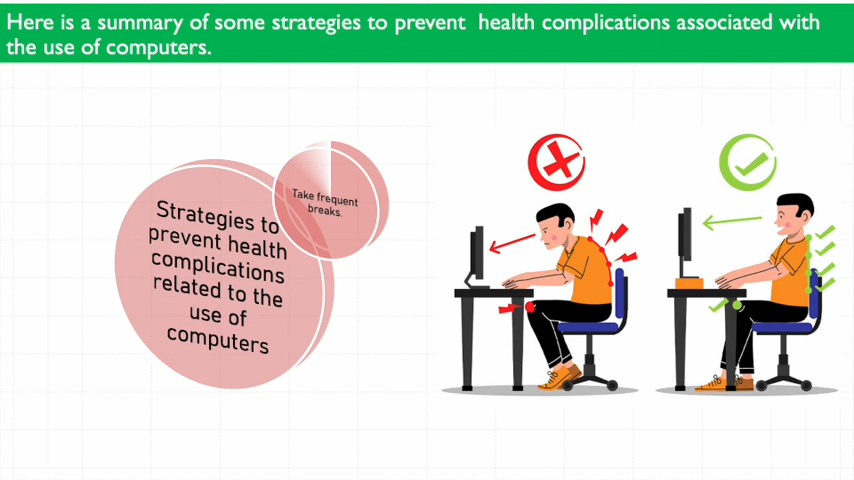 Here is a summary of some strategies to prevent  health complications associated with
the use of computers.
Take frequent
breaks.
Strategies to
prevent health
complications
related to the
use of
computers